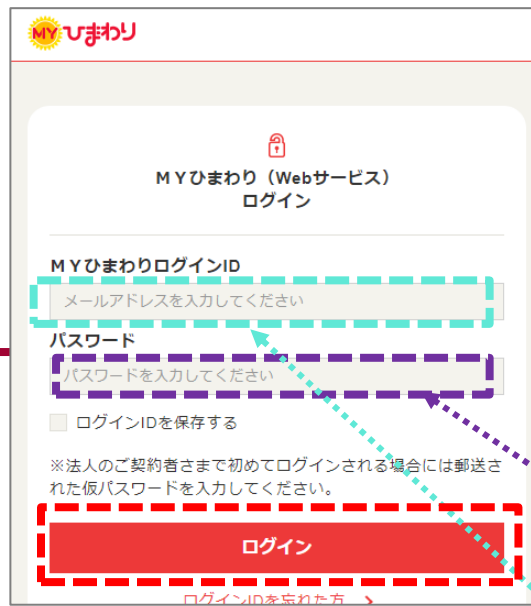 MYひまわり
MYひまわり（Webサービス）
ログイン
MYひまわりログインID
メールアドレスを入力してください
パスワード
パスワードを入力してください
ログインIDを保存する
※法人のご契約者さまで初めてログインされる場合には郵送さ
れた仮パスワードを入力してください。
ログイン
ログインIDを忘れた方 >